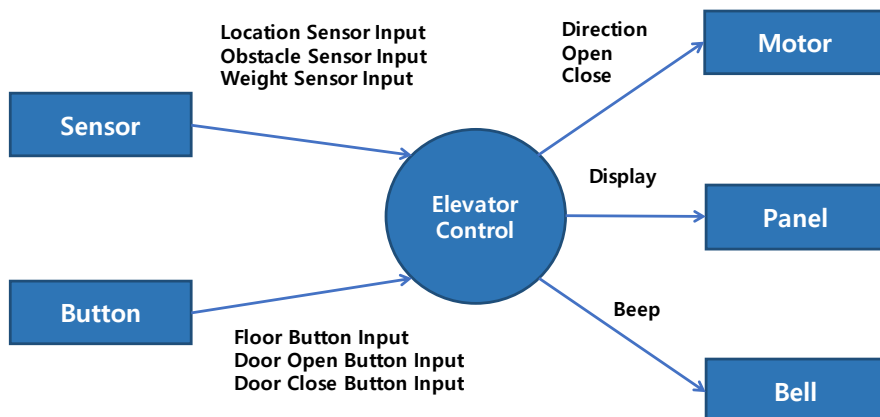 Location Sensor Input
Obstacle Sensor Input
Weight Sensor Input
Direction
Open
Close
Motor
Sensor
Elevator
Control
Display
Panel
Button
Floor Button Input
Door Open Button Input
Door Close Button Input
Beep
Bell